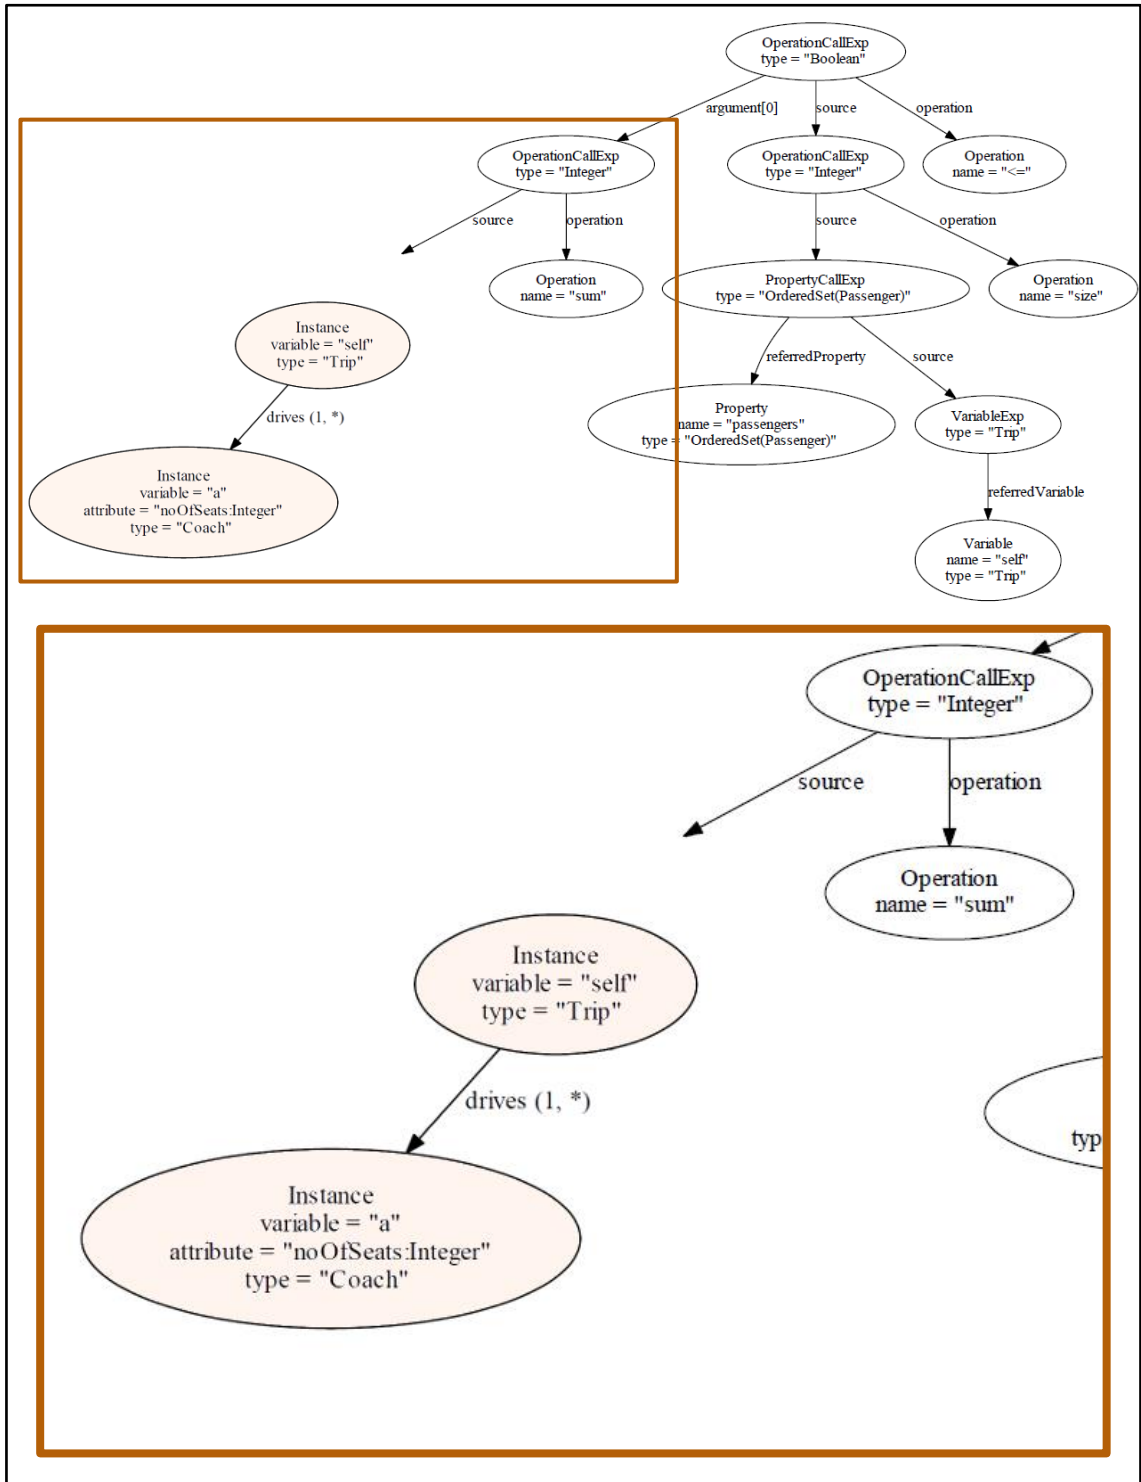 OperationCallExp
type = "Boolean"
argument[0]
source
operation
OperationCallExp
type = "Integer"
OperationCallExp
type = "Integer"
Operation
name = "<="
source
operation
source
operation
Operation
name = "sum"
PropertyCallExp
type = "OrderedSet(Passenger)"
Operation
name = "size"
Instance
variable = "self"
type = "Trip"
referredProperty
source
drives (1, *)
Property
name = "passengers"
type = "OrderedSet(Passenger)"
VariableExp
type = "Trip"
Instance
variable = "a"
attribute = "noOfSeats:Integer"
type = "Coach"
referredVariable
Variable
name = "self"
type = "Trip"
OperationCallExp
type = "Integer"
source
operation
Operation
name = "sum"
Instance
variable = "self"
type = "Trip"
drives (1, *)
typ
Instance
variable = "a"
attribute = "noOfSeats:Integer"
type = "Coach"